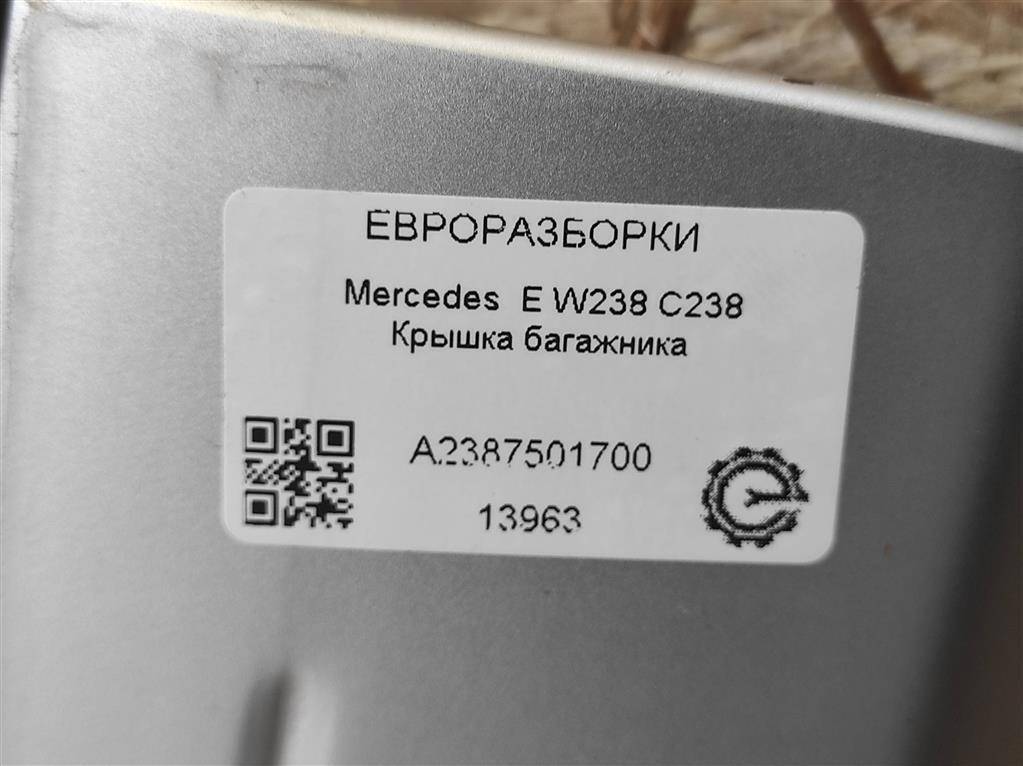 ЕВРОРАЗБОРКИ
Mercedes E W238 C238
Крышка багажника
A2387501700
13963